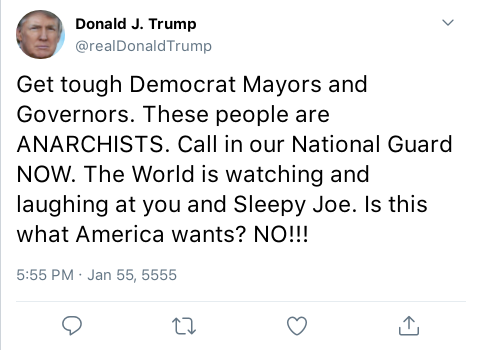 Donald J. Trump
@realDonaldTrump
Get tough Democrat Mayors and
Governors. These people are
ANARCHISTS. Call in our National Guard
NOW. The World is watching and
laughing at you and Sleepy Joe. Is this
what America wants? NO!!!
5:55 PM · Jan 55, 5555